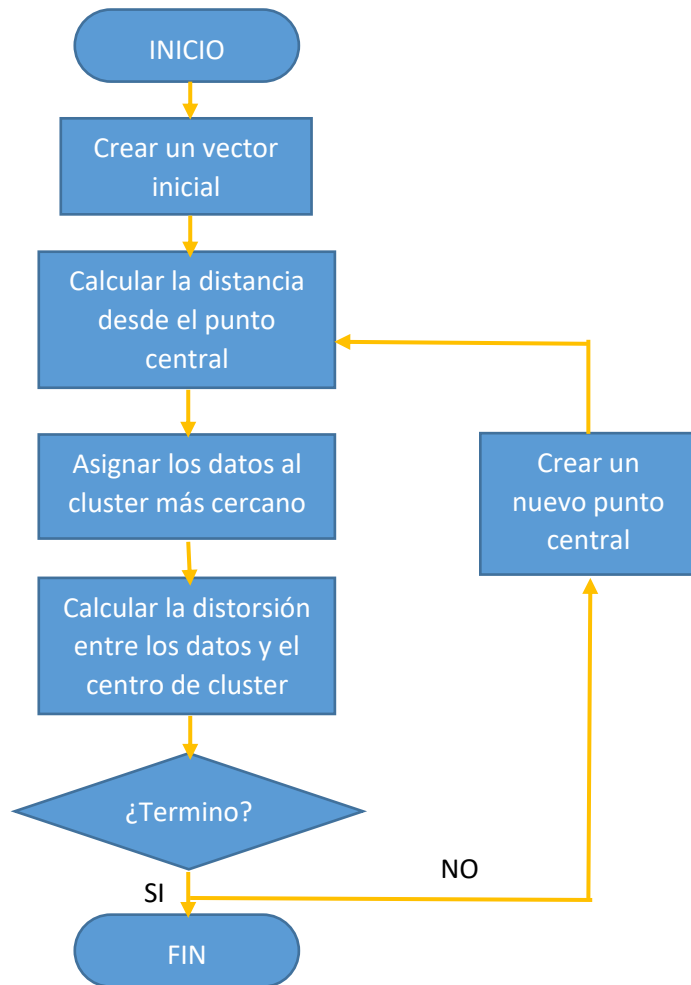 INICIO
Crear un vector
inicial
Calcular la distancia
desde el punto
central
Asignar los datos al
cluster más cercano
Crear un
nuevo punto
central
Calcular la distorsión
entre los datos y el
centro de cluster
¿Termino?
NO
SI
FIN